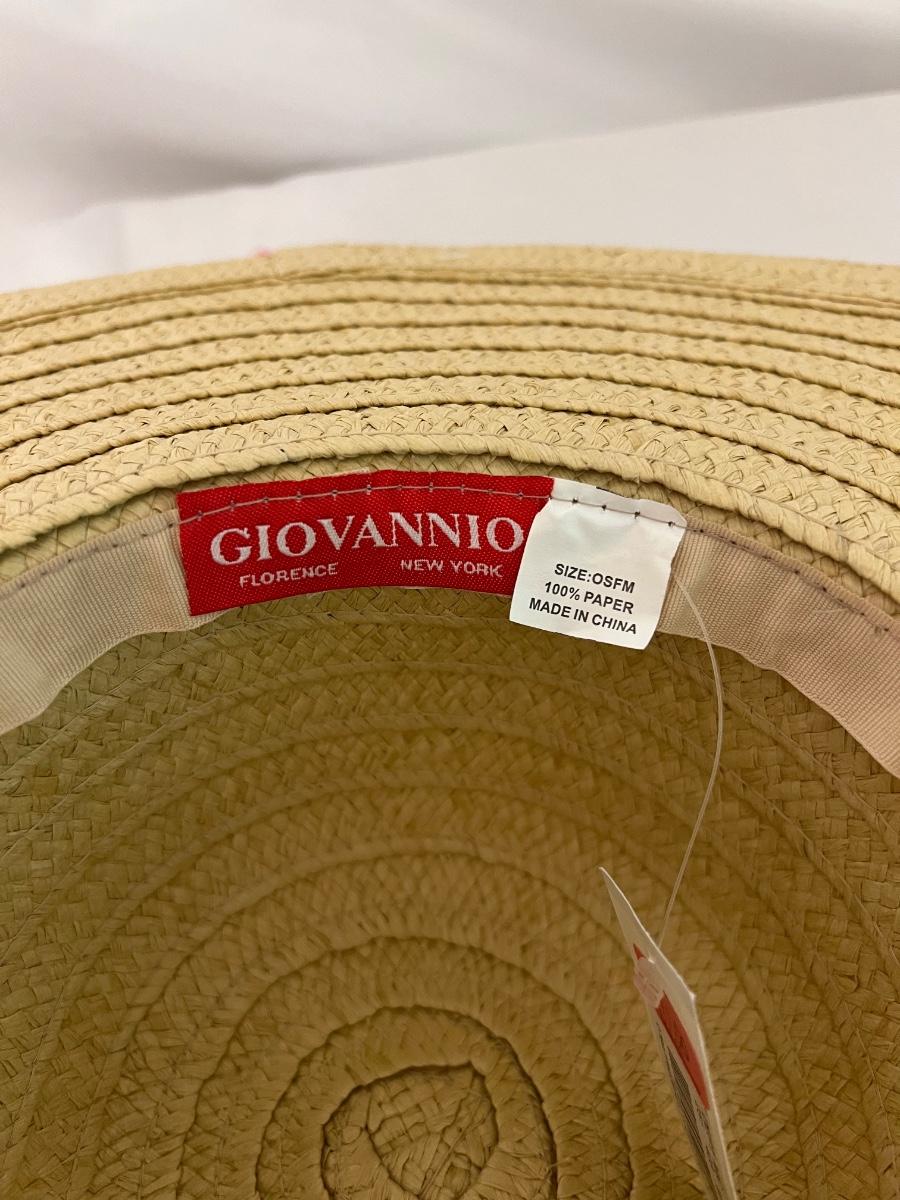 GIOVANNIO
FLORENCE NEW YORK
SIZE:OSFM
100% PAPER
MADE IN CHINA